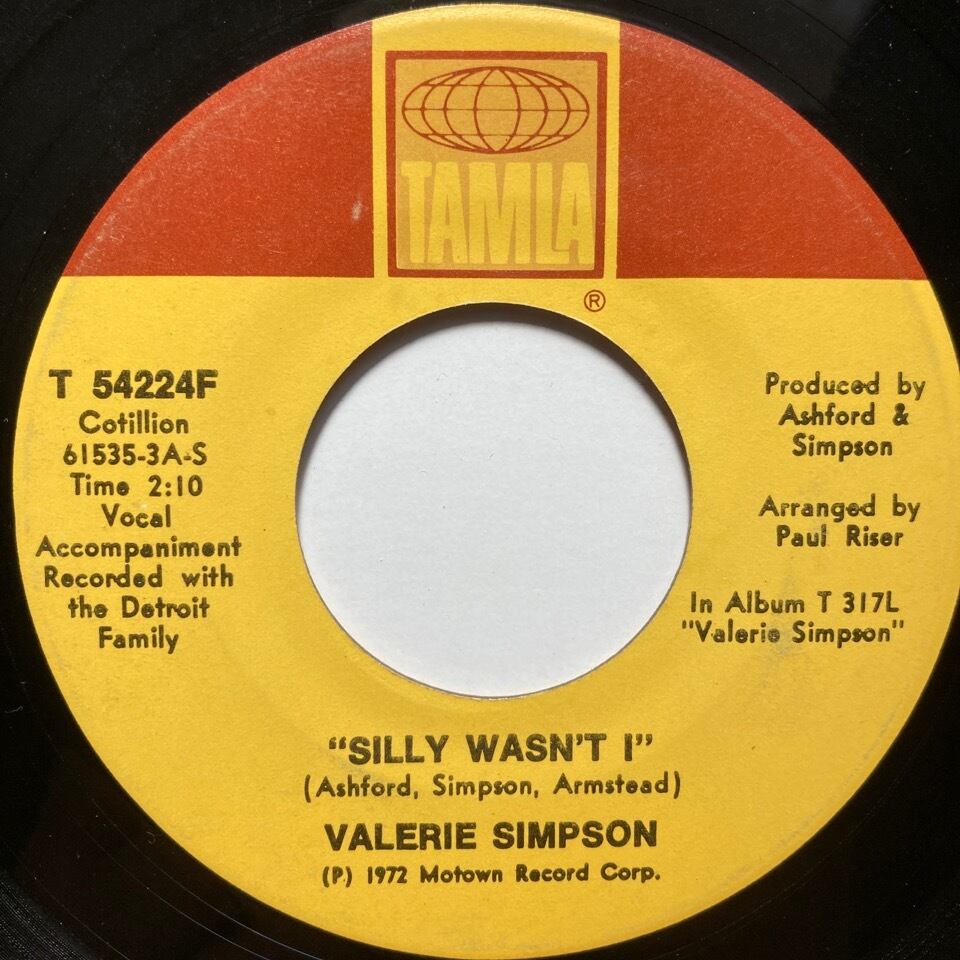 TAMLA
®
T 54224F
Cotillion
61535-3A-S
Time 2:10
Vocal
Accompaniment
Recorded with
the Detroit
Family
Produced by
Ashford &
Simpson
Arranged by
Paul Riser
In Album T 317L
"Valerie Simpson"
"SILLY WASN'T I"
(Ashford, Simpson, Armstead)
VALERIE SIMPSON
(P) 1972 Motown Record Corp.